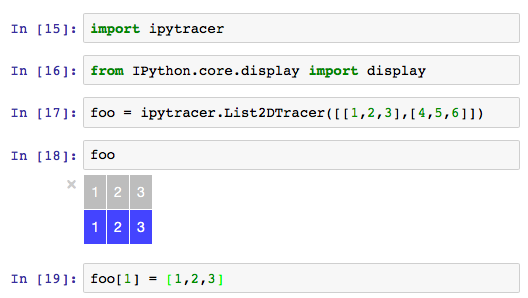 In [15]: import ipytracer
In [16]: from IPython.core.display import display
In [17]: foo = ipytracer.List2DTracer([[1,2,3],[4,5,6]])
In [18]: foo
× 1 2 3
1 2 3
In [19]: foo[1] = [1,2,3]